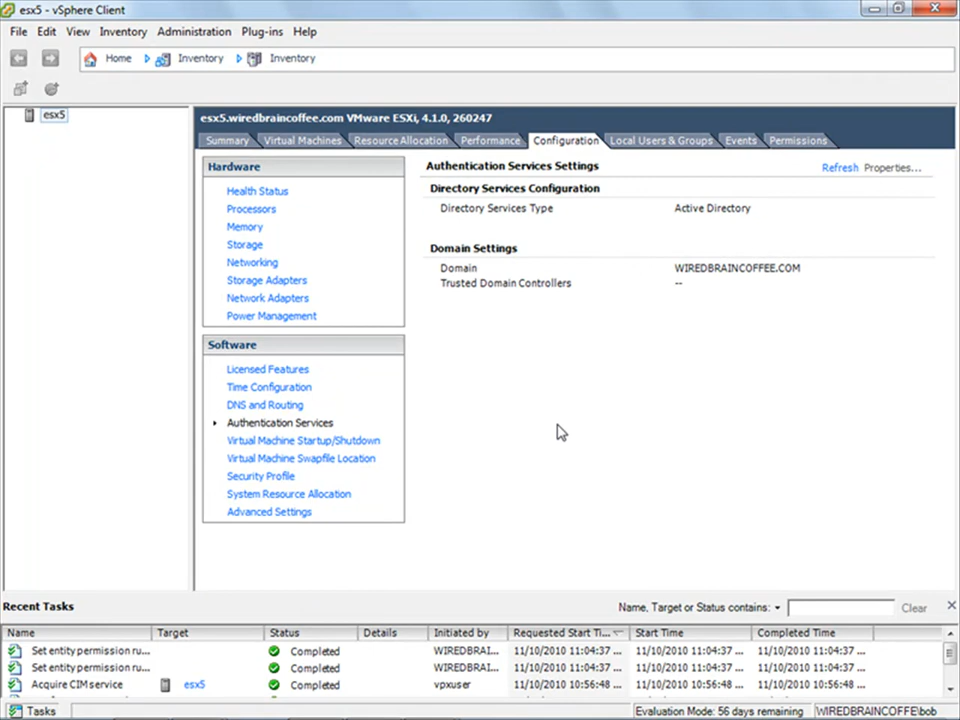 esx5 - vSphere Client
File Edit View Inventory Administration Plug-ins Help
Home Inventory Inventory
esx5
esx5.wiredbraincoffee.com VMware ESXi, 4.1.0, 260247
Summary Virtual Machines Resource Allocation Performance Configuration Local Users & Groups Events Permissions
Hardware
Health Status
Processors
Memory
Storage
Networking
Storage Adapters
Network Adapters
Power Management
Software
Licensed Features
Time Configuration
DNS and Routing
Authentication Services
Virtual Machine Startup/Shutdown
Virtual Machine Swapfile Location
Security Profile
System Resource Allocation
Advanced Settings
Authentication Services Settings
Refresh Properties...
Directory Services Configuration
Directory Services Type Active Directory
Domain Settings
Domain WIREDBRAINCOFFEE.COM
Trusted Domain Controllers --
Recent Tasks
Name, Target or Status contains: Clear
Name Target Status Details Initiated by Requested Start Ti... Start Time Completed Time
Set entity permission ru... Completed WIREDBRAI... 11/10/2010 11:04:37 ... 11/10/2010 11:04:37 ... 11/10/2010 11:04:37 ...
Set entity permission ru... Completed WIREDBRAI... 11/10/2010 11:04:37 ... 11/10/2010 11:04:37 ... 11/10/2010 11:04:37 ...
Acquire CIM service esx5 Completed vpxuser 11/10/2010 10:56:48 ... 11/10/2010 10:56:48 ... 11/10/2010 10:56:48 ...
Tasks
Evaluation Mode: 56 days remaining
WIREDBRAINCOFFE\bob